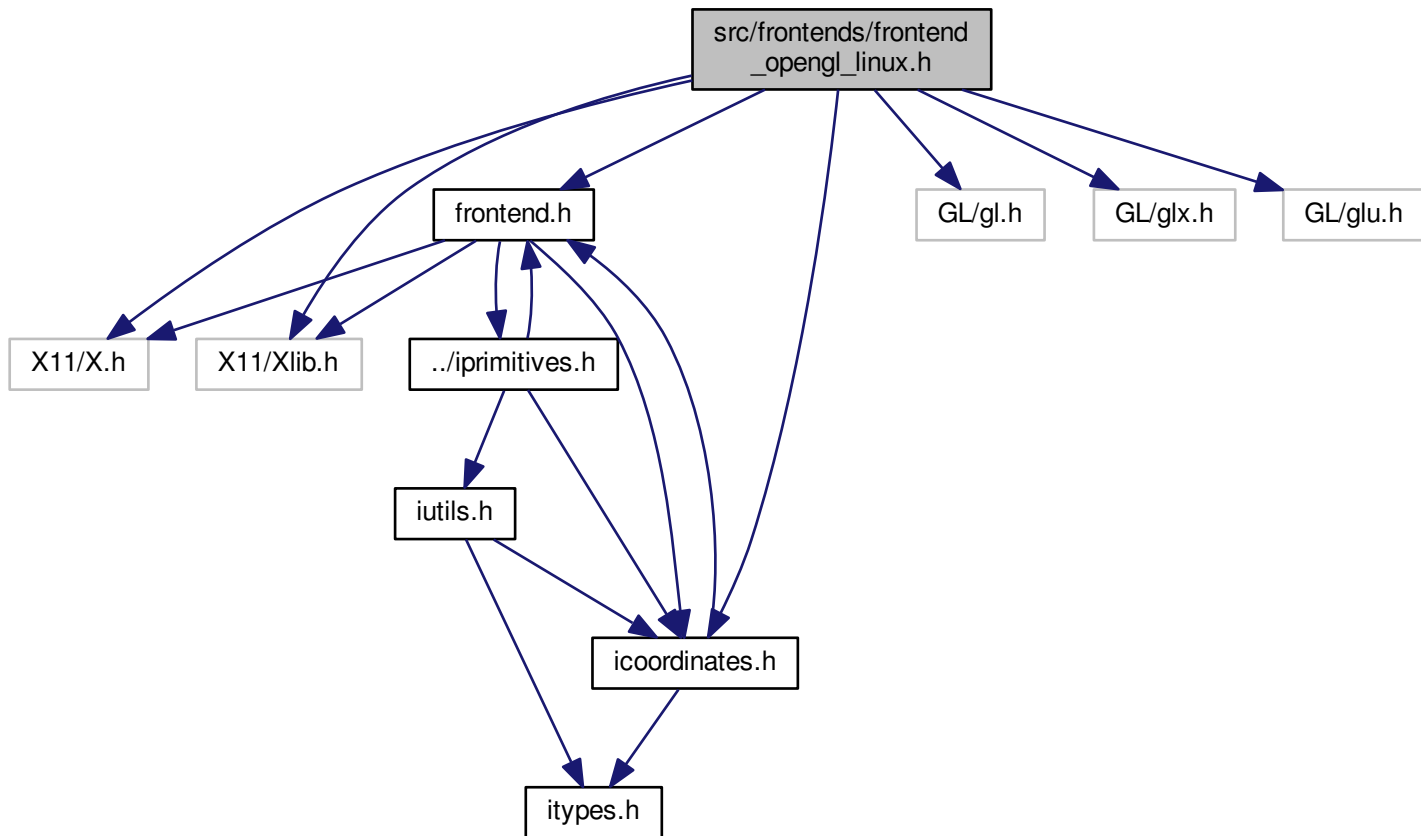 src/frontends/frontend
_opengl_linux.h
frontend.h
GL/gl.h
GL/glx.h
GL/glu.h
X11/X.h
X11/Xlib.h
../iprimitives.h
iutils.h
icoordinates.h
itypes.h